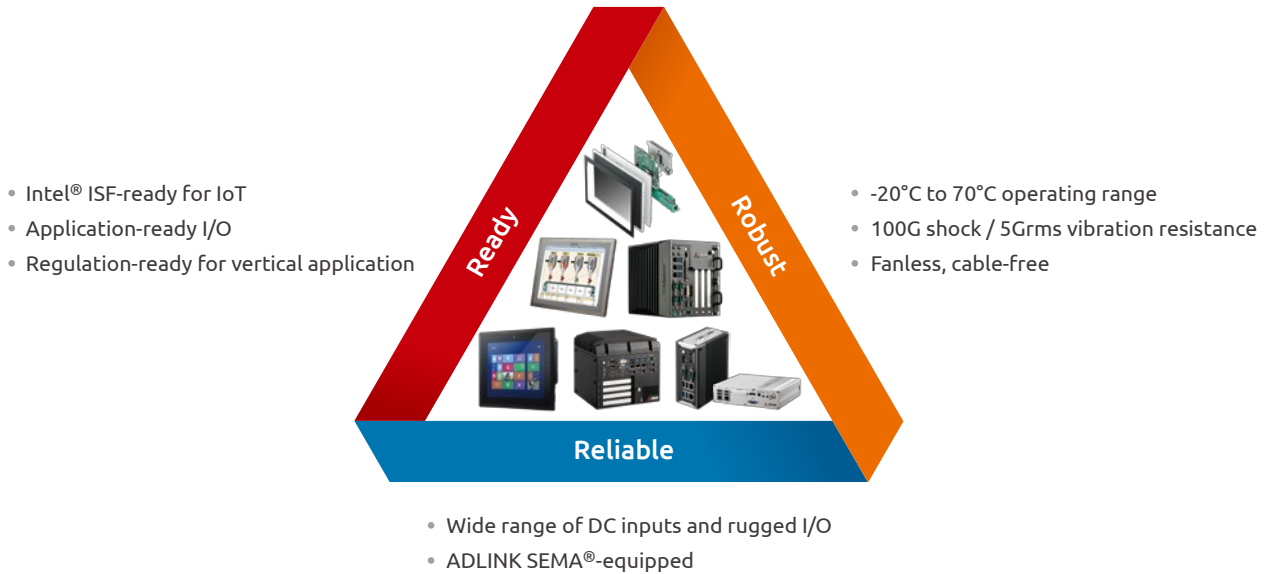 • Intel® ISF-ready for IoT
• Application-ready I/O
• Regulation-ready for vertical application
Ready
Robust
• -20°C to 70°C operating range
• 100G shock / 5Grms vibration resistance
• Fanless, cable-free
Reliable
• Wide range of DC inputs and rugged I/O
• ADLINK SEMA®-equipped